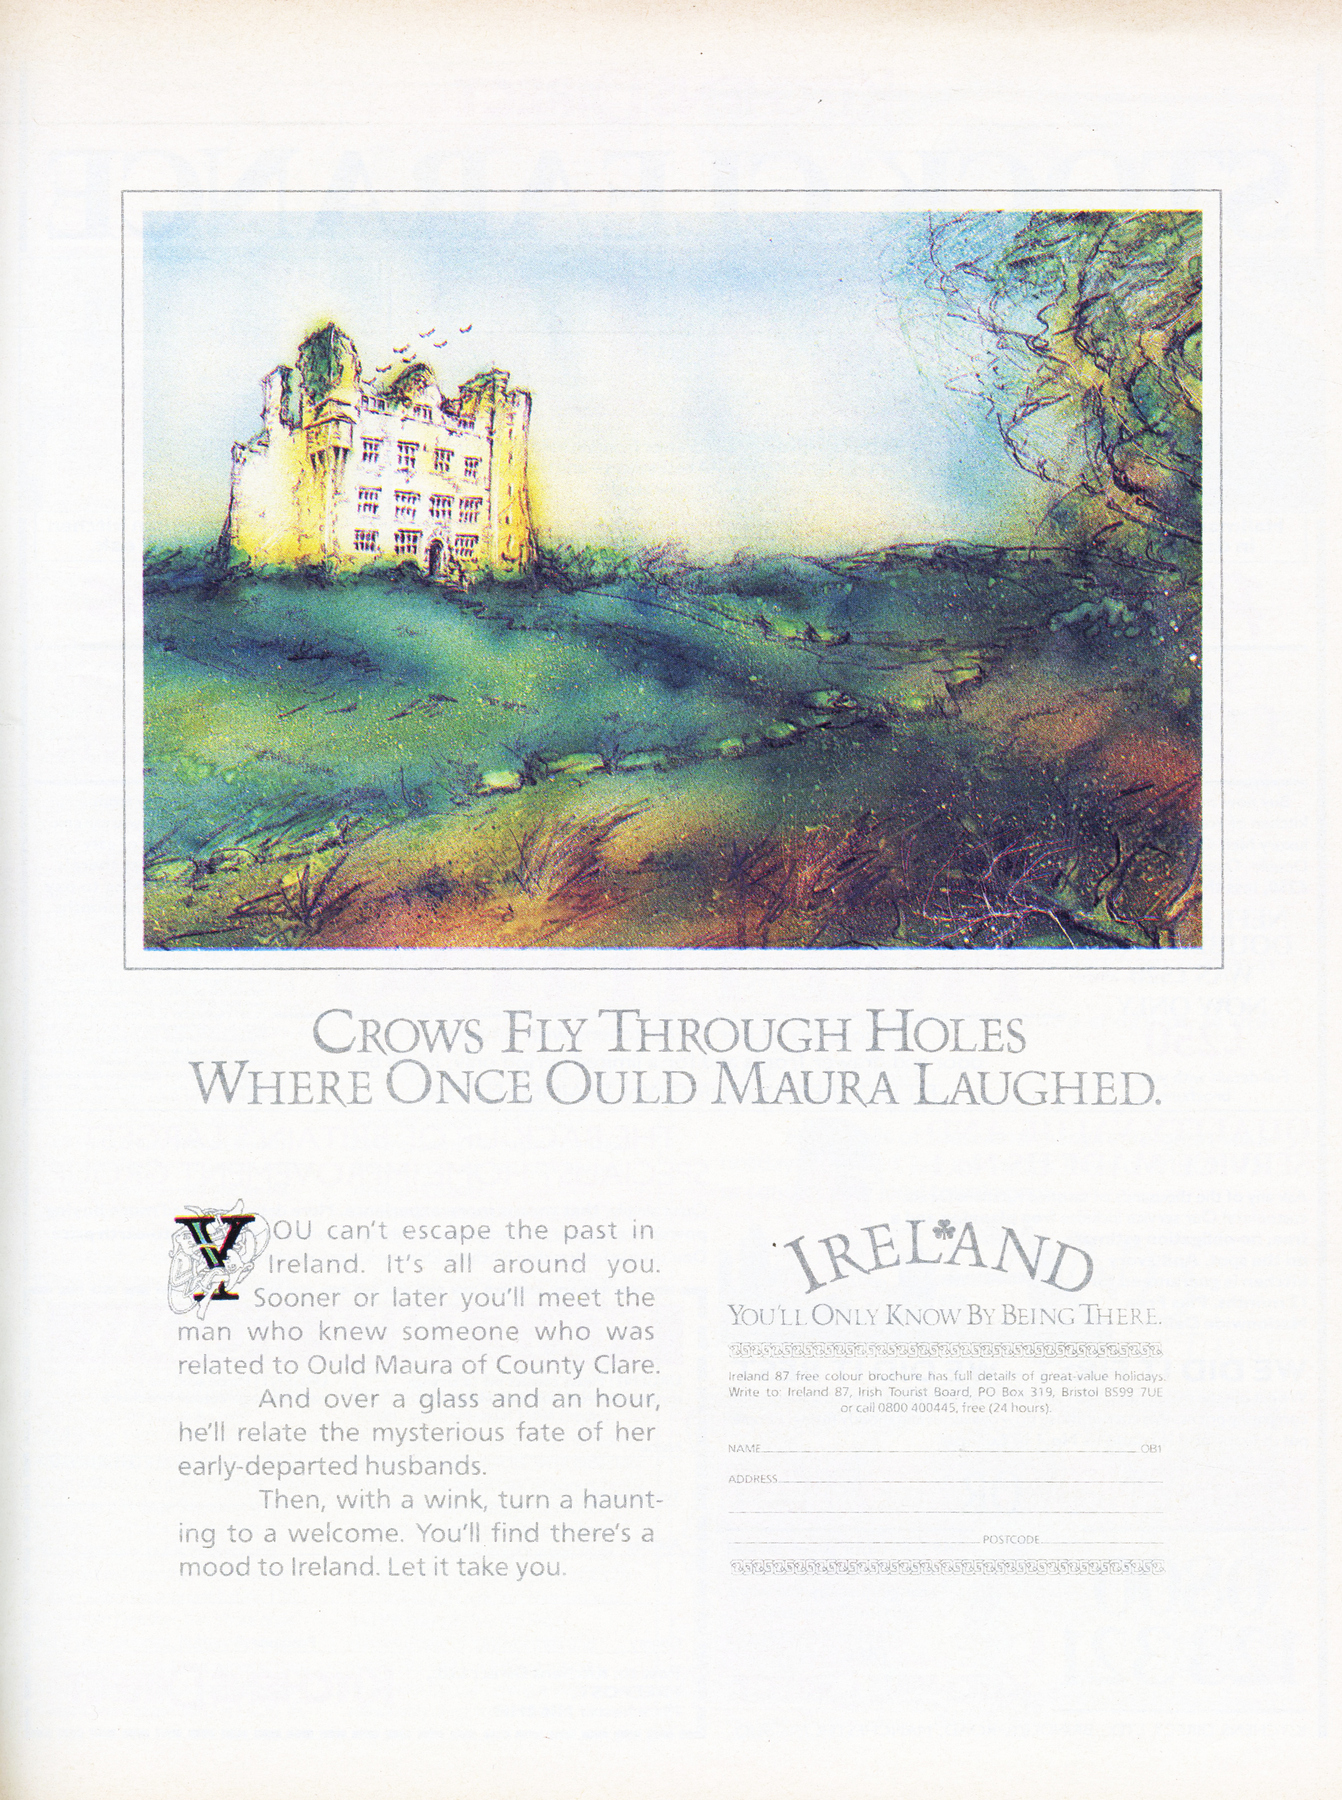 CROWS FLY THROUGH HOLES
WHERE ONCE OULD MAURA LAUGHED.
YOU can't escape the past in
Ireland. It's all around you.
Sooner or later you'll meet the
man who knew someone who was
related to Ould Maura of County Clare.
And over a glass and an hour,
he'll relate the mysterious fate of her
early-departed husbands.
Then, with a wink, turn a haunt-
ing to a welcome. You'll find there's a
mood to Ireland. Let it take you.
IRELAND
YOU'LL ONLY KNOW BY BEING THERE.
Ireland 87 free colour brochure has full details of great-value holidays.
Write to: Ireland 87, Irish Tourist Board, PO Box 319, Bristol BS99 7UE
or call 0800 400445, free (24 hours).
NAME OB1
ADDRESS
POSTCODE